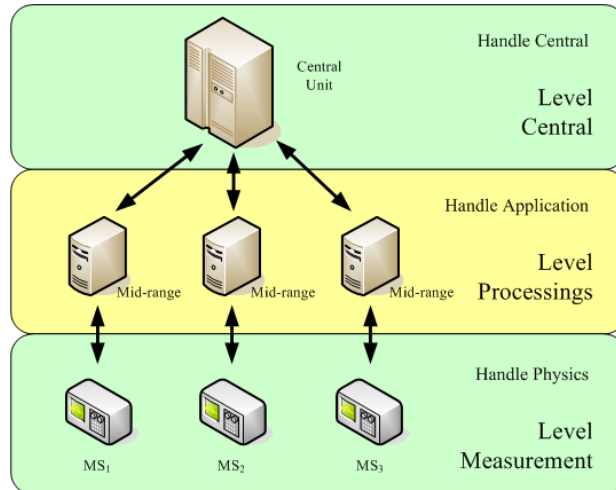 Handle Central
Central
Unit
Level
Central
Handle Application
Level
Processings
Mid-range
Mid-range
Mid-range
Handle Physics
Level
Measurement
MS₁
MS₂
MS₃